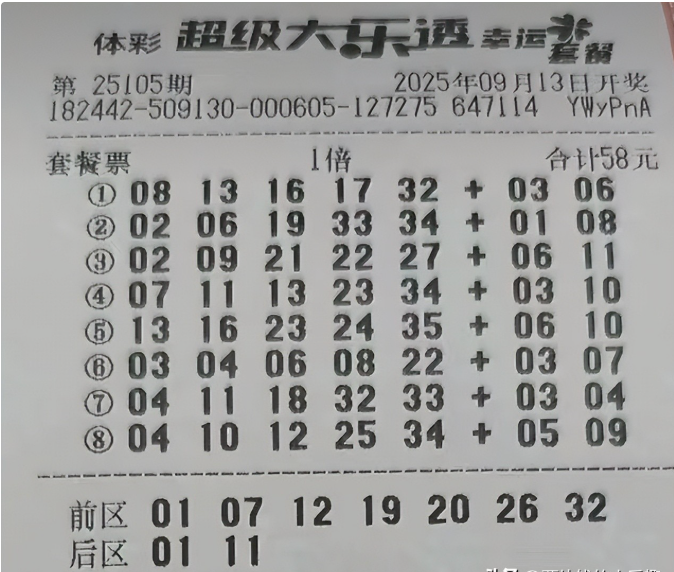 体彩 超级大乐透 幸运 套餐
第 25105期 2025年09月13日开奖
182442-509130-000605-127275 647114 YWyPnA
套餐票 1倍 合计58元
① 08 13 16 17 32 + 03 06
② 02 06 19 33 34 + 01 08
③ 02 09 21 22 27 + 06 11
④ 07 11 13 23 34 + 03 10
⑤ 13 16 23 24 35 + 06 10
⑥ 03 04 06 08 22 + 03 07
⑦ 04 11 18 32 33 + 03 04
⑧ 04 10 12 25 34 + 05 09
前区 01 07 12 19 20 26 32
后区 01 11